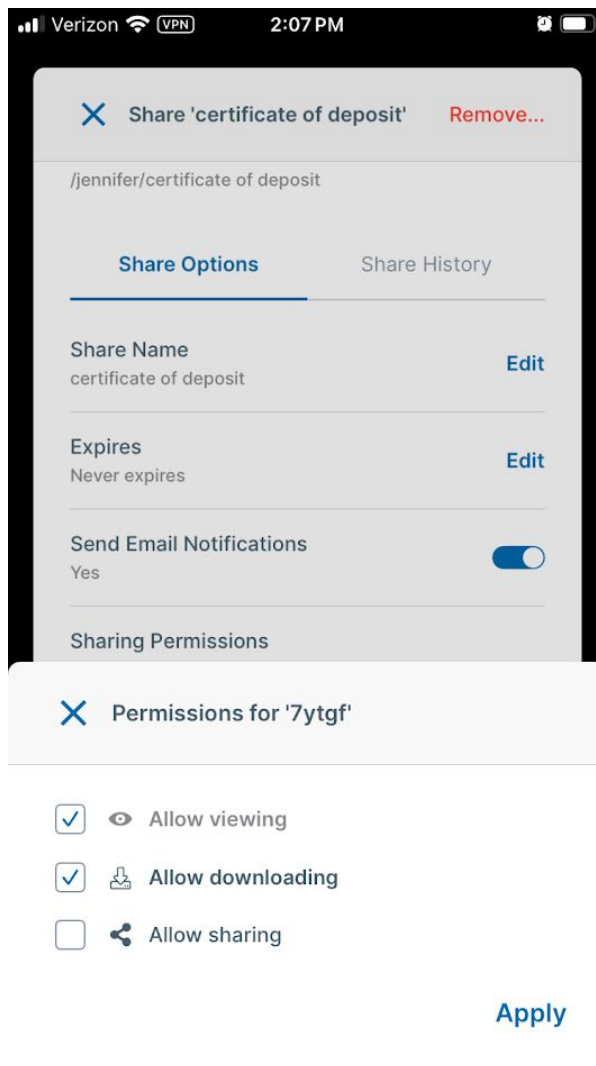 Verizon VPN 2:07 PM
Share 'certificate of deposit' Remove...
/jennifer/certificate of deposit
Share Options Share History
Share Name
certificate of deposit
Edit
Expires
Never expires
Edit
Send Email Notifications
Yes
Sharing Permissions
Permissions for '7ytgf'
Allow viewing
Allow downloading
Allow sharing
Apply